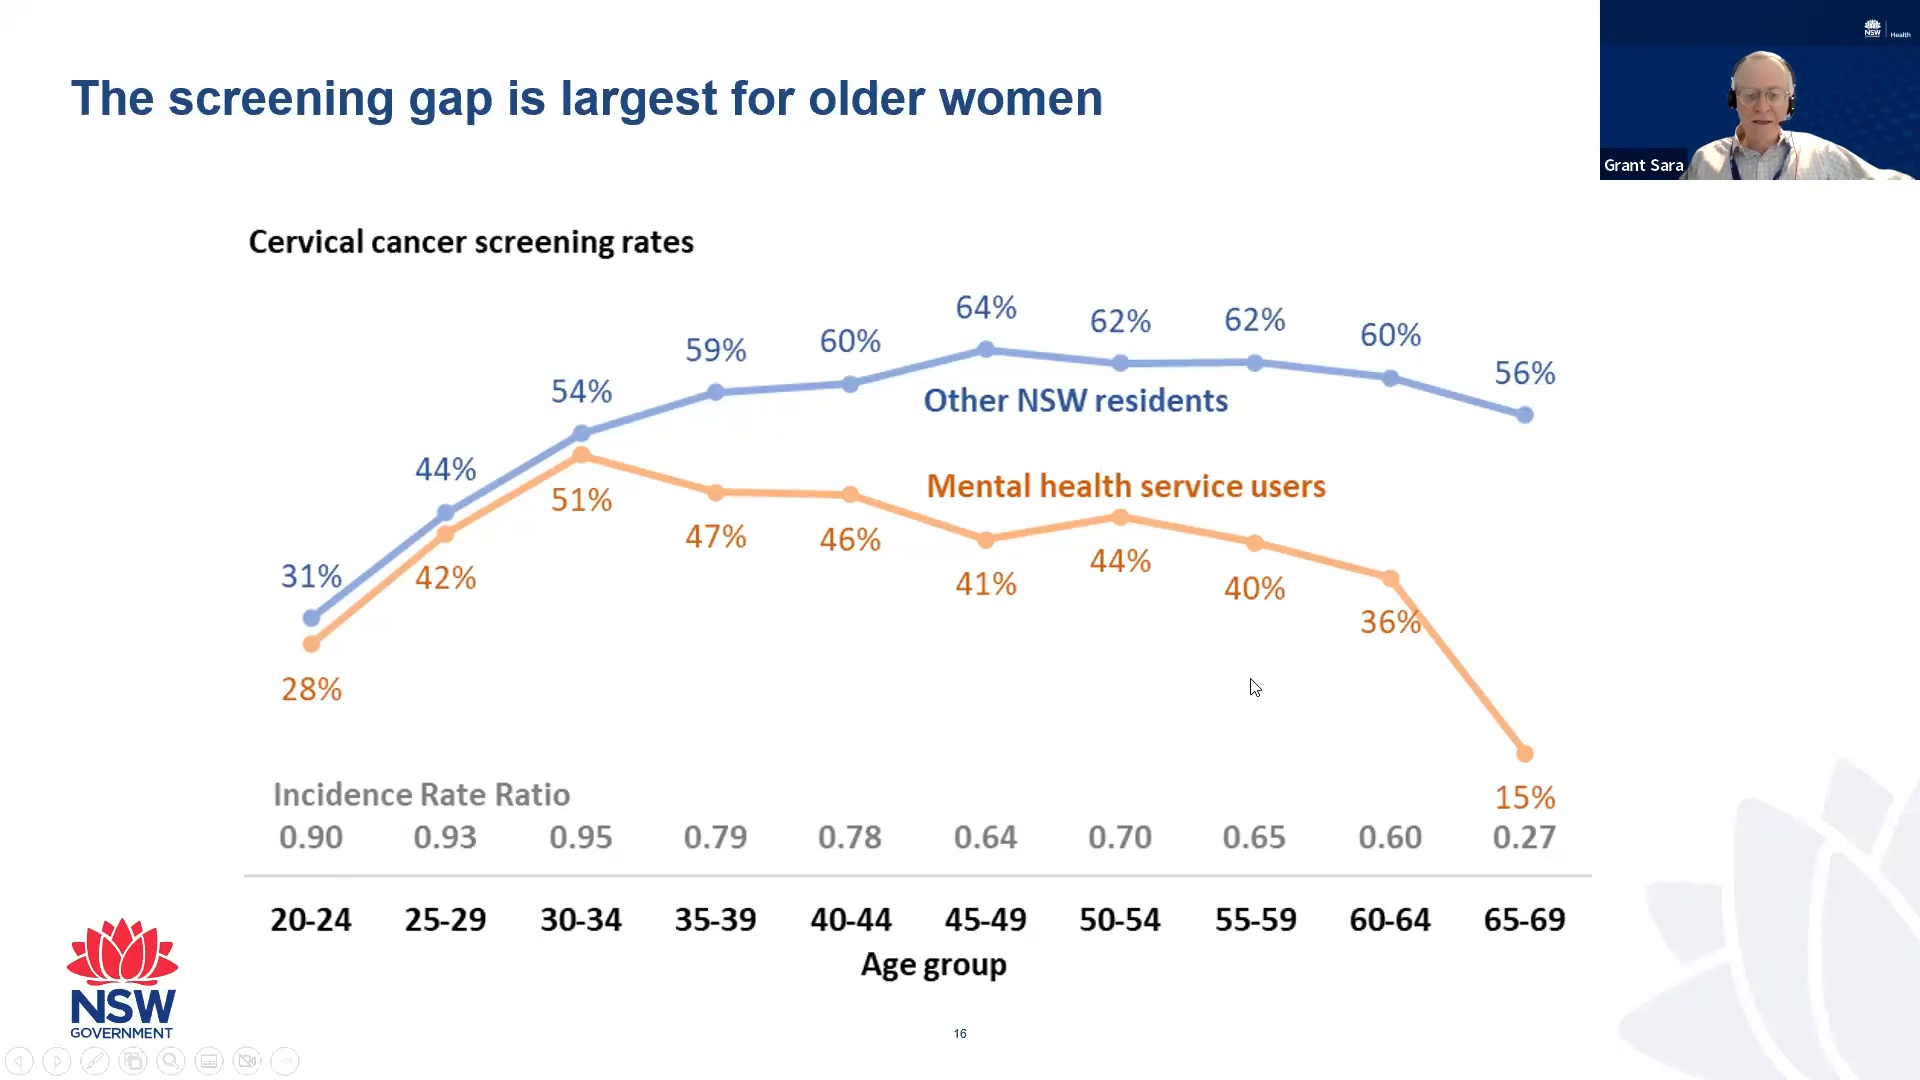 The screening gap is largest for older women
NSW
Health
Grant Sara
Cervical cancer screening rates
64%
62%
62%
60%
59%
60%
56%
54%
Other NSW residents
44%
Mental health service users
51%
47%
46%
44%
31%
42%
41%
40%
36%
28%
Incidence Rate Ratio
15%
0.90 0.93 0.95 0.79 0.78 0.64 0.70 0.65 0.60 0.27
20-24 25-29 30-34 35-39 40-44 45-49 50-54 55-59 60-64 65-69
Age group
NSW
GOVERNMENT
16